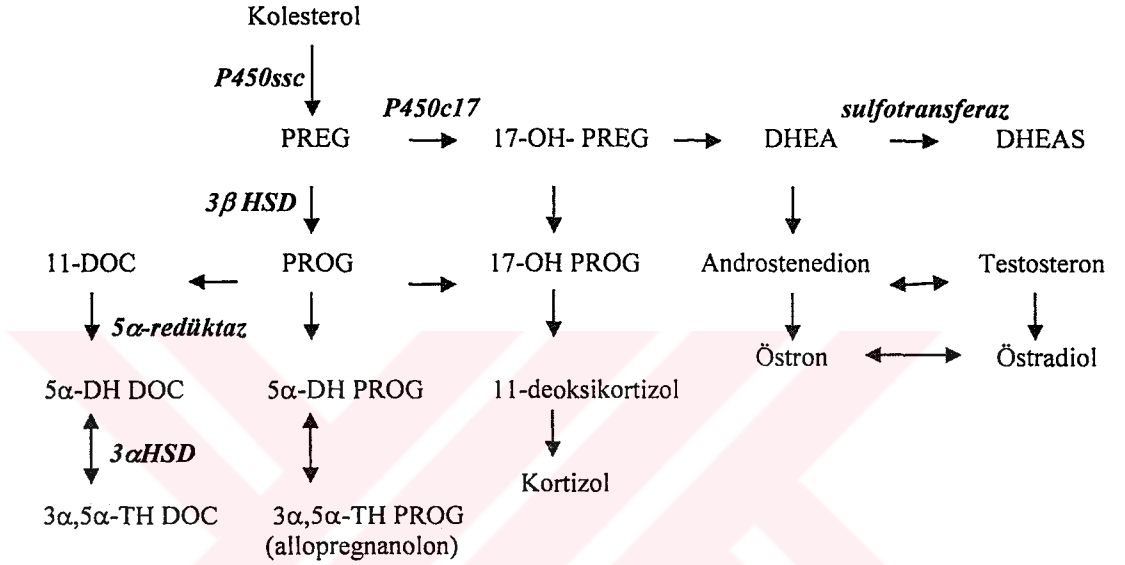 Kolesterol
P450ssc
P450c17
sulfotransferaz
PREG
17-OH- PREG
DHEA
DHEAS
3β HSD
11-DOC
PROG
17-OH PROG
Androstenedion
Testosteron
5α-redüktaz
Östron
Östradiol
5α-DH DOC
5α-DH PROG
11-deoksikortizol
3αHSD
Kortizol
3α,5α-TH DOC
3α,5α-TH PROG
(allopregnanolon)